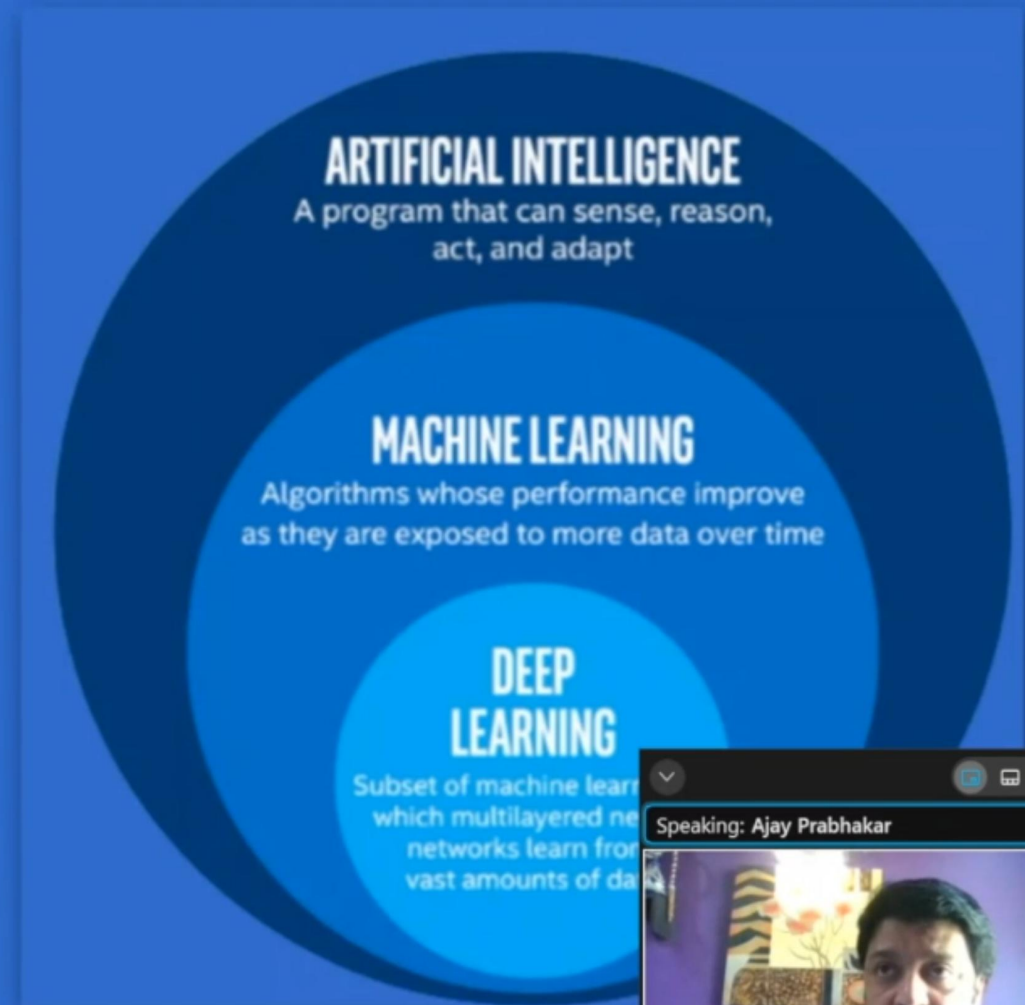 ARTIFICIAL INTELLIGENCE
A program that can sense, reason,
act, and adapt
MACHINE LEARNING
Algorithms whose performance improve
as they are exposed to more data over time
DEEP
LEARNING
Subset of machine
which multilayered
networks learn
vast amounts of
Speaking: Ajay Prabhakar